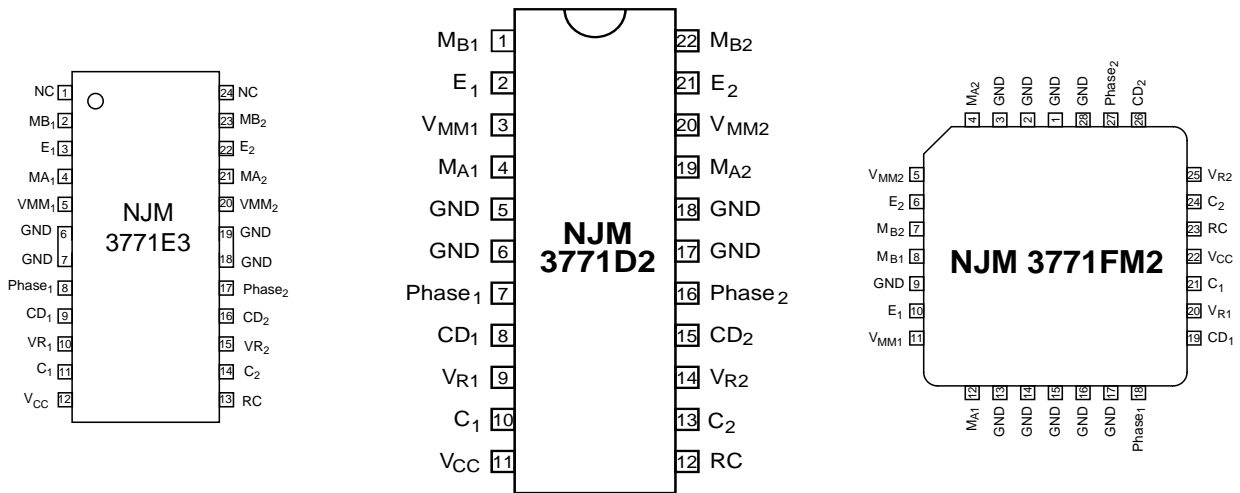 NC 1
MB1 2
E1 3
MA1 4
VMM1 5
GND 6
GND 7
Phase1 8
CD1 9
VR1 10
C1 11
VCC 12
24 NC
23 MB2
22 E2
21 MA2
20 VMM2
19 GND
18 GND
17 Phase2
16 CD2
15 VR2
14 C2
13 RC
NJM
3771E3
MB1 1
E1 2
VMM1 3
MA1 4
GND 5
GND 6
Phase1 7
CD1 8
VR1 9
C1 10
VCC 11
22 MB2
21 E2
20 VMM2
19 MA2
18 GND
17 GND
16 Phase2
15 CD2
14 VR2
13 C2
12 RC
NJM
3771D2
MA2 4
GND 3
GND 2
GND 1
GND 28
Phase2 27
CD2 26
VMM2 5
E2 6
MB2 7
MB1 8
GND 9
E1 10
VMM1 11
25 VR2
24 C2
23 RC
22 VCC
21 C1
20 VR1
19 CD1
NJM 3771FM2
MA1 12
GND 13
GND 14
GND 15
GND 16
GND 17
Phase1 18